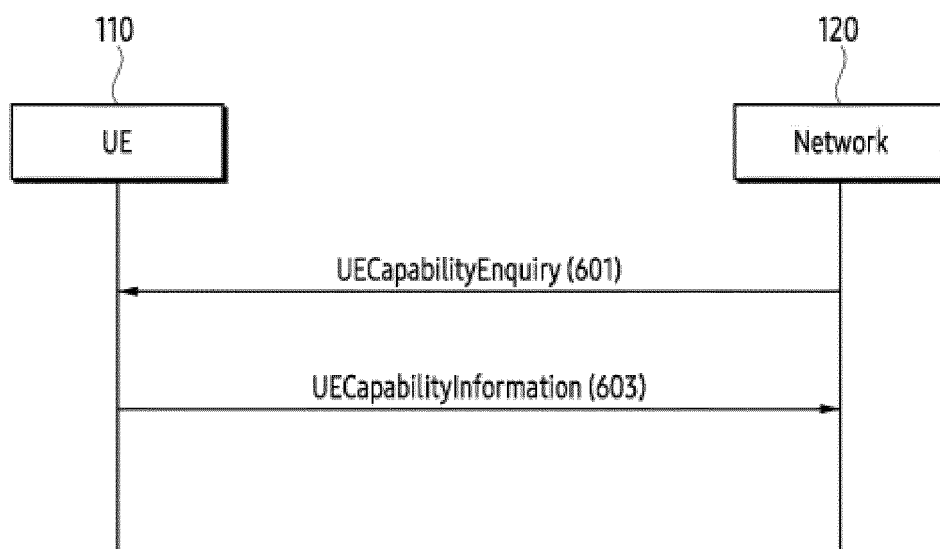 110
120
UE
Network
UECapabilityEnquiry (601)
UECapabilityInformation (603)